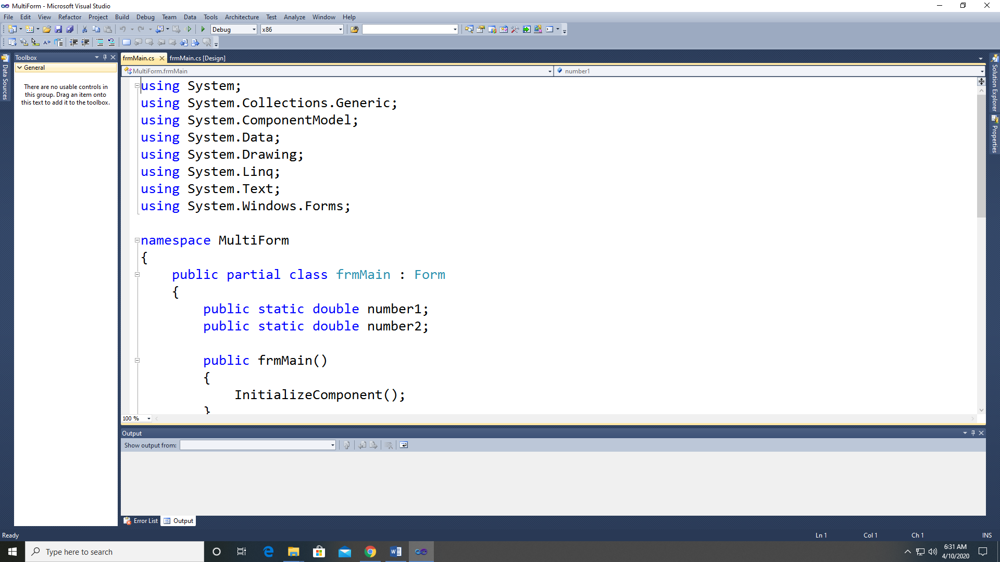 MultiForm - Microsoft Visual Studio
File Edit View Refactor Project Build Debug Team Data Tools Architecture Test Analyze Window Help
Debug x86
Data Sources
Toolbox
General
There are no usable controls in
this group. Drag an item onto
this text to add it to the toolbox.
frmMain.cs frmMain.cs [Design]
MultiForm.frmMain number1
using System;
using System.Collections.Generic;
using System.ComponentModel;
using System.Data;
using System.Drawing;
using System.Linq;
using System.Text;
using System.Windows.Forms;
namespace MultiForm
{
public partial class frmMain : Form
{
public static double number1;
public static double number2;
public frmMain()
{
InitializeComponent();
}
100 %
Solution Explorer
Properties
Output
Show output from:
Error List Output
Ready Ln 1 Col 1 Ch 1 INS
Type here to search
6:31 AM
4/10/2020